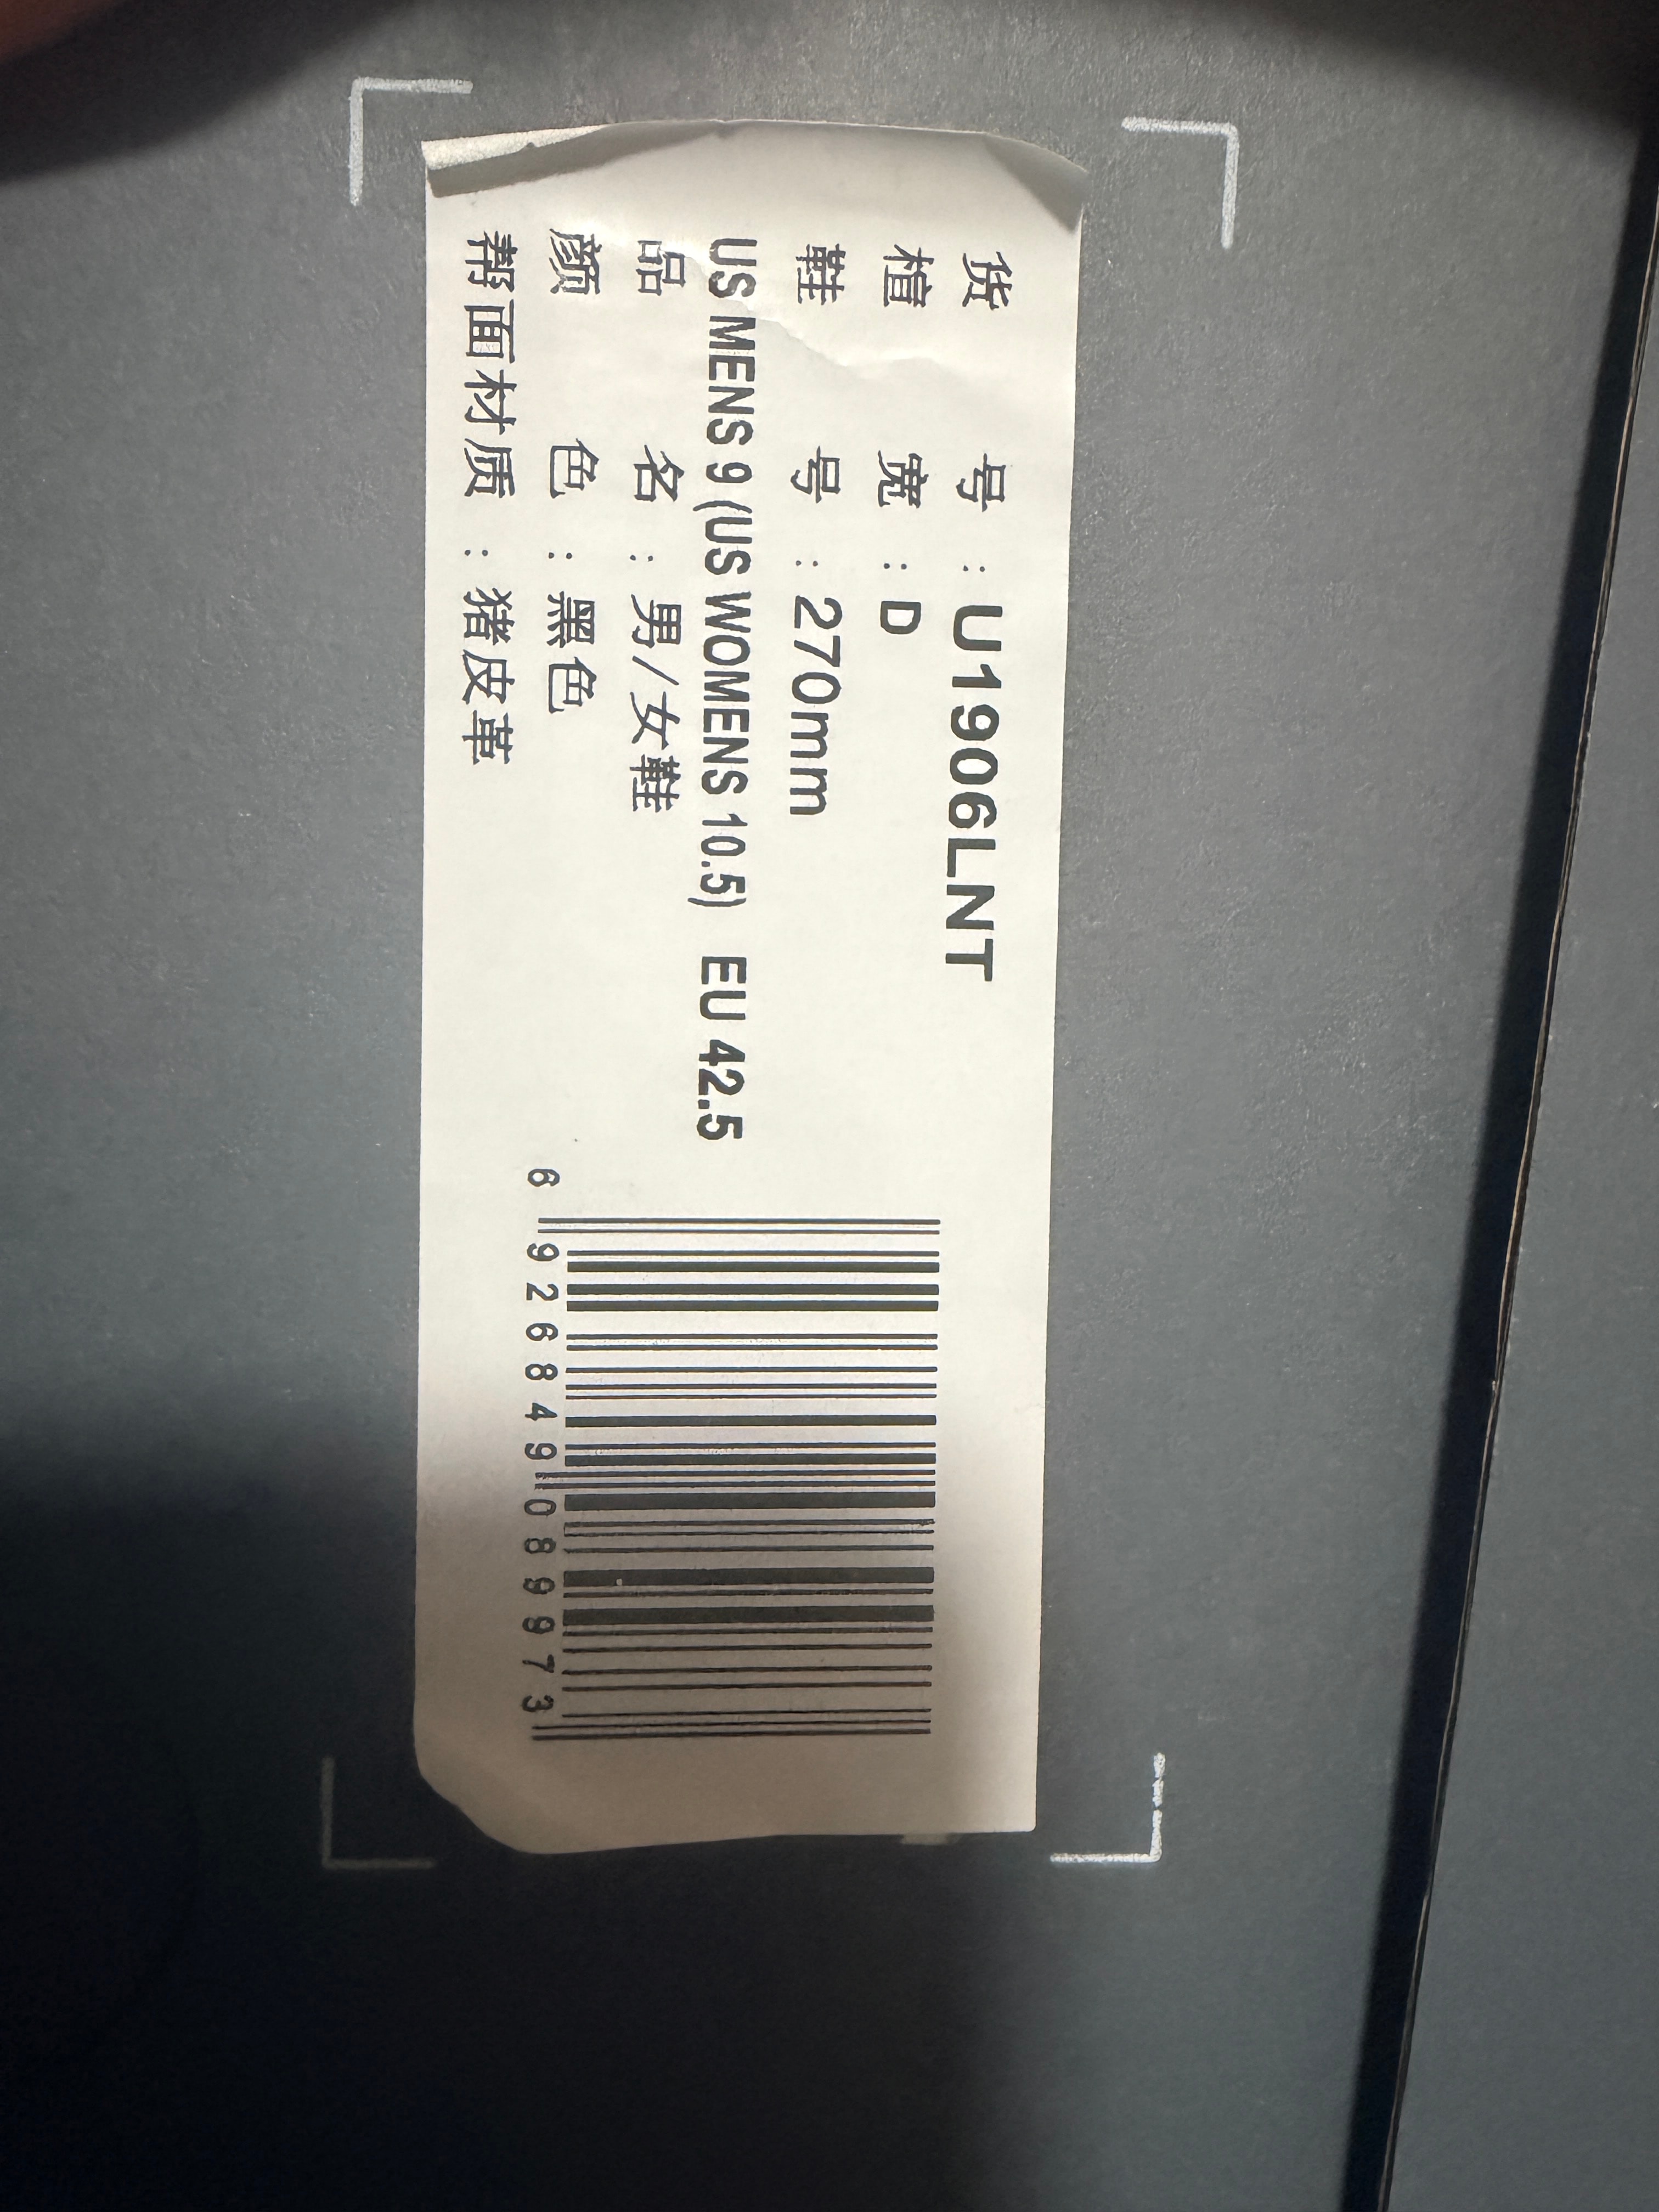 货 号 : U1906LNT
楦 宽 : D
鞋 号 : 270mm
US MENS 9 (US WOMENS 10.5) EU 42.5
品 名 : 男/女鞋
颜 色 : 黑色
帮面材质 : 猪皮革
6 926849 089873